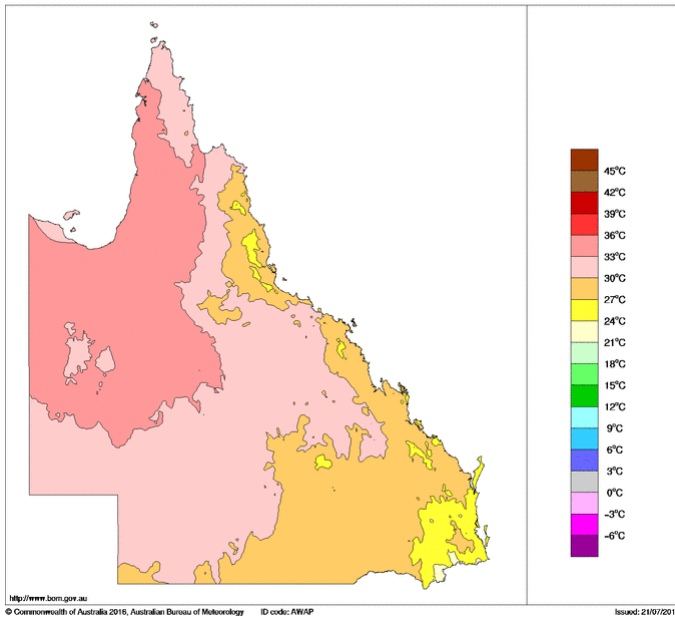 45°C
42°C
39°C
36°C
33°C
30°C
27°C
24°C
21°C
18°C
15°C
12°C
9°C
6°C
3°C
0°C
-3°C
-6°C
http://www.bom.gov.au
© Commonwealth of Australia 2016, Australian Bureau of Meteorology ID code: AWAP Issued: 21/07/201